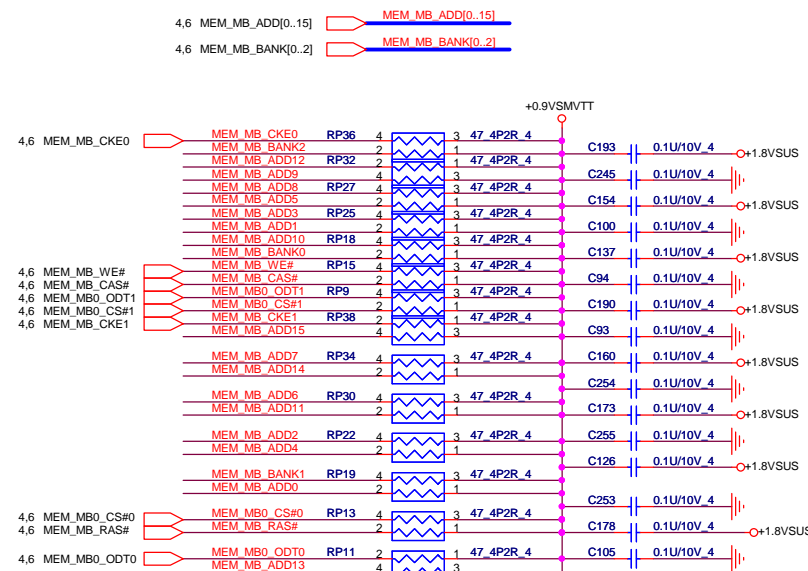 4,6 MEM_MB_ADD[0..15] MEM_MB_ADD[0..15]
4,6 MEM_MB_BANK[0..2] MEM_MB_BANK[0..2]
+0.9VSMVTT
4,6 MEM_MB_CKE0 MEM_MB_CKE0 RP36 4 3 47_4P2R_4
MEM_MB_BANK2 2 1 C193 0.1U/10V_4 +1.8VSUS
MEM_MB_ADD12 RP32 2 1 47_4P2R_4
MEM_MB_ADD9 4 3 C245 0.1U/10V_4
MEM_MB_ADD8 RP27 4 3 47_4P2R_4
MEM_MB_ADD5 2 1 C154 0.1U/10V_4 +1.8VSUS
MEM_MB_ADD3 RP25 4 3 47_4P2R_4
MEM_MB_ADD1 2 1 C100 0.1U/10V_4
MEM_MB_ADD10 RP18 4 3 47_4P2R_4
MEM_MB_BANK0 2 1 C137 0.1U/10V_4 +1.8VSUS
4,6 MEM_MB_WE# MEM_MB_WE# RP15 4 3 47_4P2R_4
4,6 MEM_MB_CAS# MEM_MB_CAS# 2 1 C94 0.1U/10V_4
4,6 MEM_MB0_ODT1 MEM_MB0_ODT1 RP9 4 3 47_4P2R_4
4,6 MEM_MB0_CS#1 MEM_MB0_CS#1 2 1 C190 0.1U/10V_4 +1.8VSUS
4,6 MEM_MB_CKE1 MEM_MB_CKE1 RP38 2 1 47_4P2R_4
MEM_MB_ADD15 4 3 C93 0.1U/10V_4
MEM_MB_ADD7 RP34 4 3 47_4P2R_4 C160 0.1U/10V_4 +1.8VSUS
MEM_MB_ADD14 2 1
C254 0.1U/10V_4
MEM_MB_ADD6 RP30 4 3 47_4P2R_4
MEM_MB_ADD11 2 1 C173 0.1U/10V_4 +1.8VSUS
MEM_MB_ADD2 RP22 4 3 47_4P2R_4 C255 0.1U/10V_4
MEM_MB_ADD4 2 1
C126 0.1U/10V_4 +1.8VSUS
MEM_MB_BANK1 RP19 4 3 47_4P2R_4
MEM_MB_ADD0 2 1
C253 0.1U/10V_4
4,6 MEM_MB0_CS#0 MEM_MB0_CS#0 RP13 4 3 47_4P2R_4
4,6 MEM_MB_RAS# MEM_MB_RAS# 2 1 C178 0.1U/10V_4 +1.8VSUS
4,6 MEM_MB0_ODT0 MEM_MB0_ODT0 RP11 2 1 47_4P2R_4 C105 0.1U/10V_4
MEM_MB_ADD13 4 3